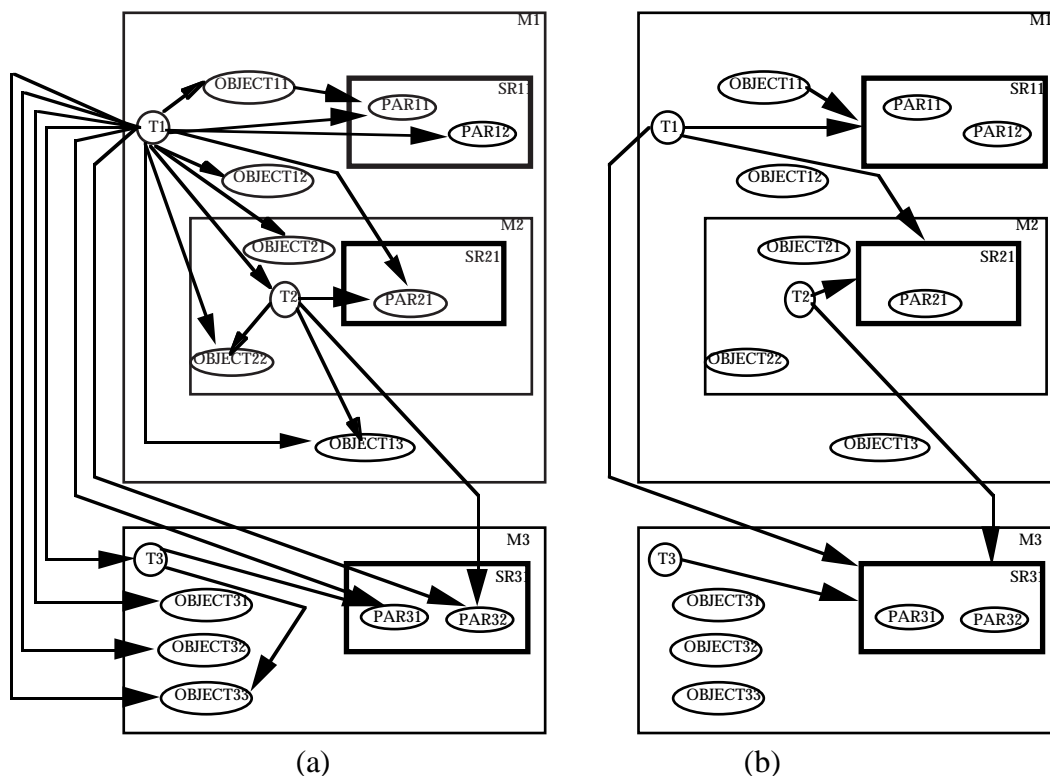 M1
OBJECT11
SR11
PAR11
T1
PAR12
OBJECT12
M2
OBJECT21
SR21
T2
PAR21
OBJECT22
OBJECT13
M3
T3
SR31
OBJECT31
PAR31
PAR32
OBJECT32
OBJECT33
(a)
M1
OBJECT11
SR11
PAR11
T1
PAR12
OBJECT12
M2
OBJECT21
SR21
T2
PAR21
OBJECT22
OBJECT13
M3
T3
SR31
OBJECT31
PAR31
PAR32
OBJECT32
OBJECT33
(b)